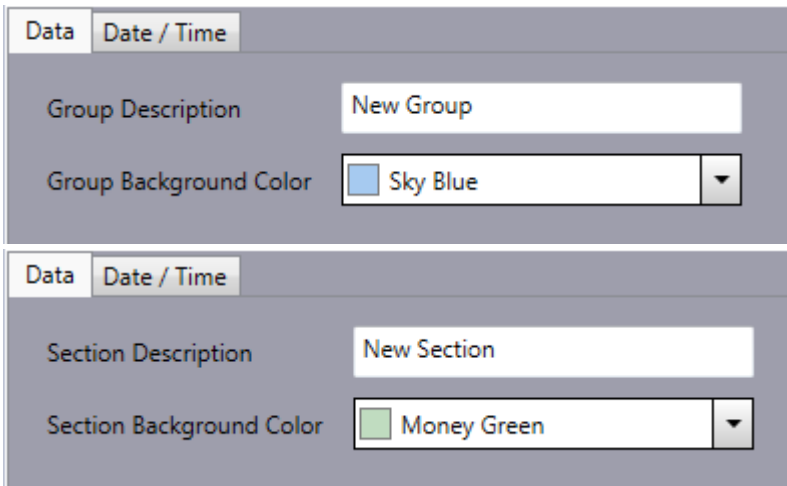 Data Date / Time
Group Description New Group
Group Background Color Sky Blue
Data Date / Time
Section Description New Section
Section Background Color Money Green